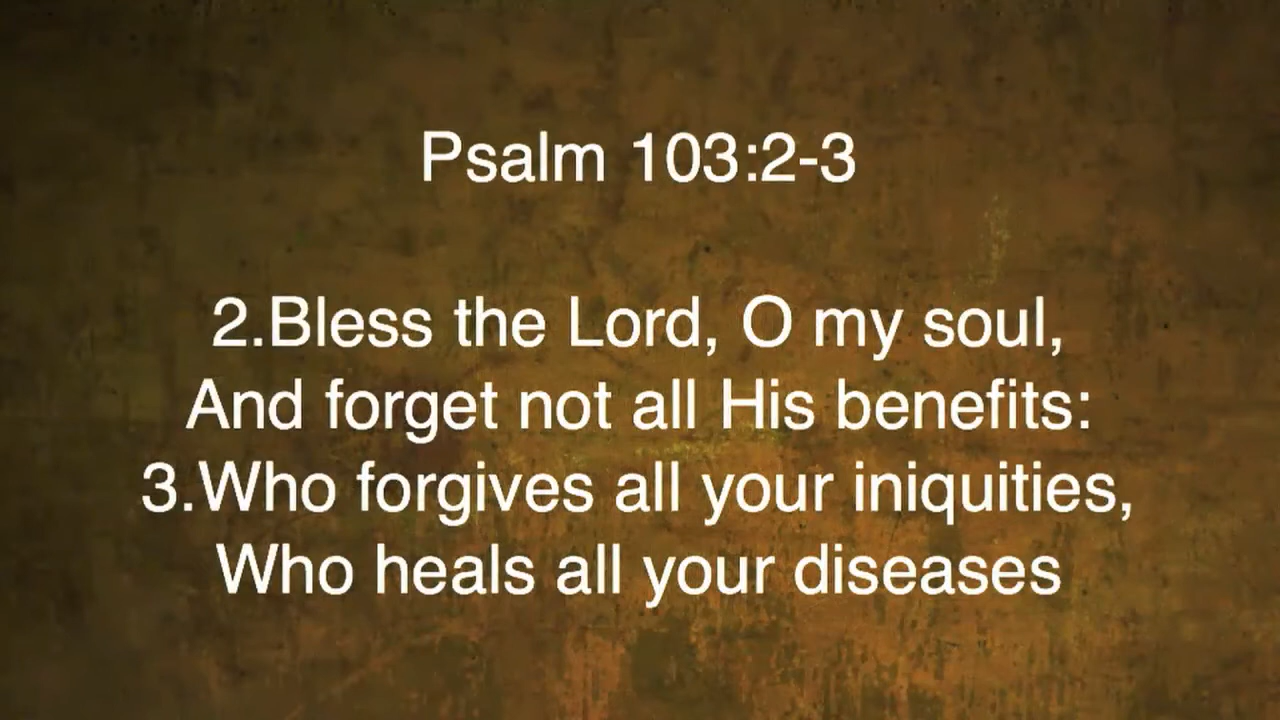 Psalm 103:2-3
2.Bless the Lord, O my soul,
And forget not all His benefits:
3.Who forgives all your iniquities,
Who heals all your diseases